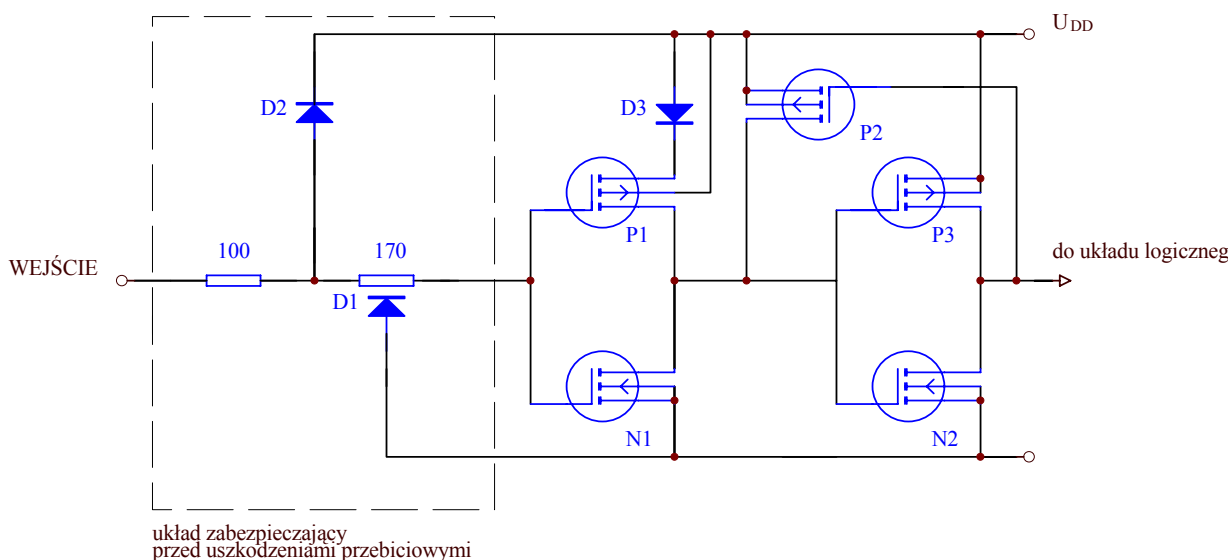 U DD
D2
D3
P2
P1
P3
100
170
WEJŚCIE
D1
do układu logiczneg
N1
N2
układ zabezpieczający
przed uszkodzeniami przebiciowymi